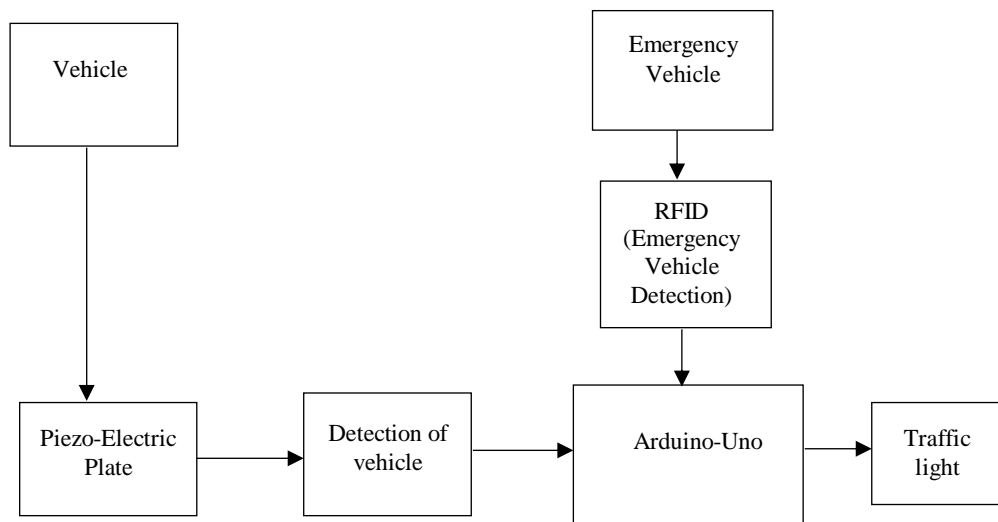 Vehicle
Emergency
Vehicle
RFID
(Emergency
Vehicle
Detection)
Piezo-Electric
Plate
Detection of
vehicle
Arduino-Uno
Traffic
light